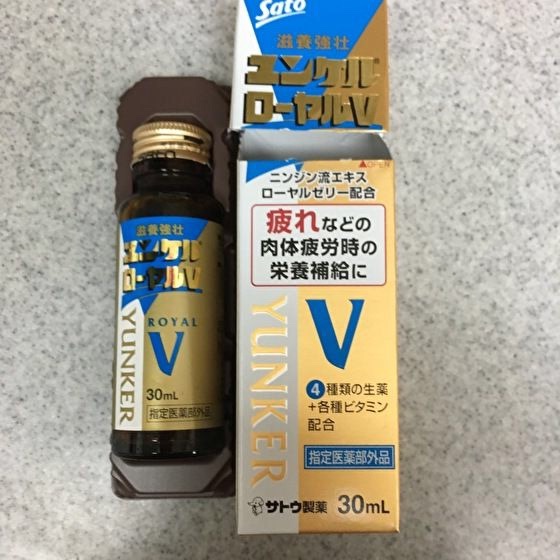 Sato
滋養強壮
ユンケル
ローヤルV
▲OPEN
ニンジン流エキス
ローヤルゼリー配合
疲れなどの
肉体疲労時の
栄養補給に
YUNKER
V
4種類の生薬
+各種ビタミン
配合
指定医薬部外品
サトウ製薬 30mL
滋養強壮
ユンケル
ローヤルV
ROYAL
V
YUNKER
30mL
指定医薬部外品